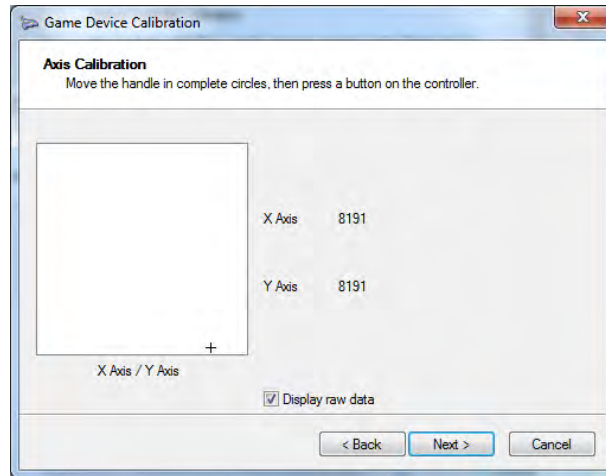 Game Device Calibration
Axis Calibration
Move the handle in complete circles, then press a button on the controller.
X Axis 8191
Y Axis 8191
X Axis / Y Axis
Display raw data
< Back Next > Cancel